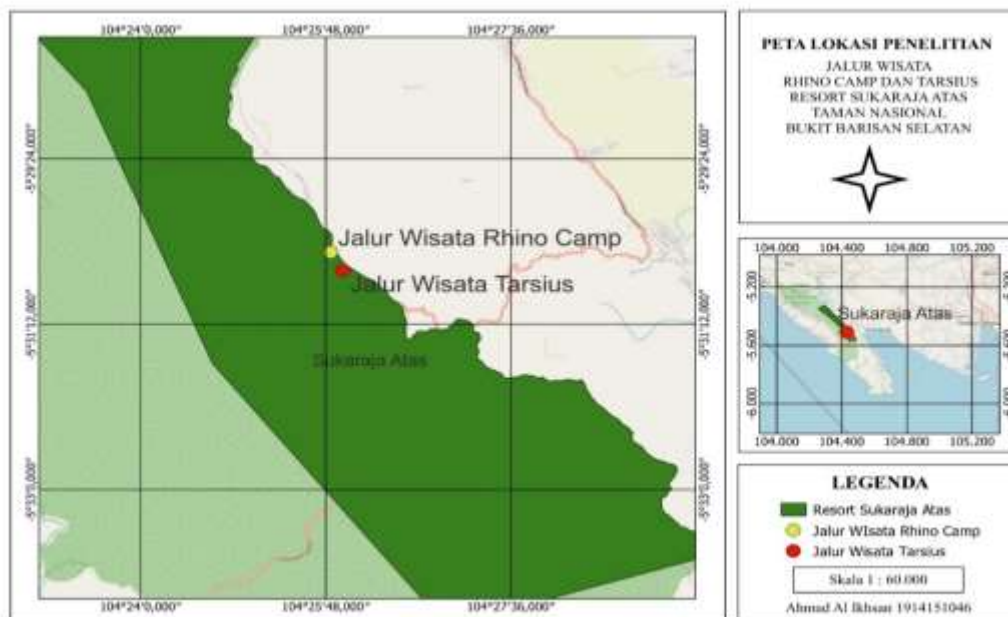 104°24'0,000" 104°25'48,000" 104°27'36,000"
-5°29'24,000" -5°29'24,000"
Jalur Wisata Rhino Camp
Jalur Wisata Tarsius
-5°31'12,000" -5°31'12,000"
Sukaraja Atas
-5°33'0,000" -5°33'0,000"
104°24'0,000" 104°25'48,000" 104°27'36,000"
PETA LOKASI PENELITIAN
JALUR WISATA
RHINO CAMP DAN TARSIUS
RESORT SUKARAJA ATAS
TAMAN NASIONAL
BUKIT BARISAN SELATAN
104.000 104.400 104.800 105.200
-5.200 -5.200
Sukaraja Atas
-5.600 -5.600
-6.000 -6.000
104.000 104.400 104.800 105.200
LEGENDA
Resort Sukaraja Atas
Jalur WIsata Rhino Camp
Jalur Wisata Tarsius
Skala 1 : 60.000
Ahmad Al Ikhsan 1914151046